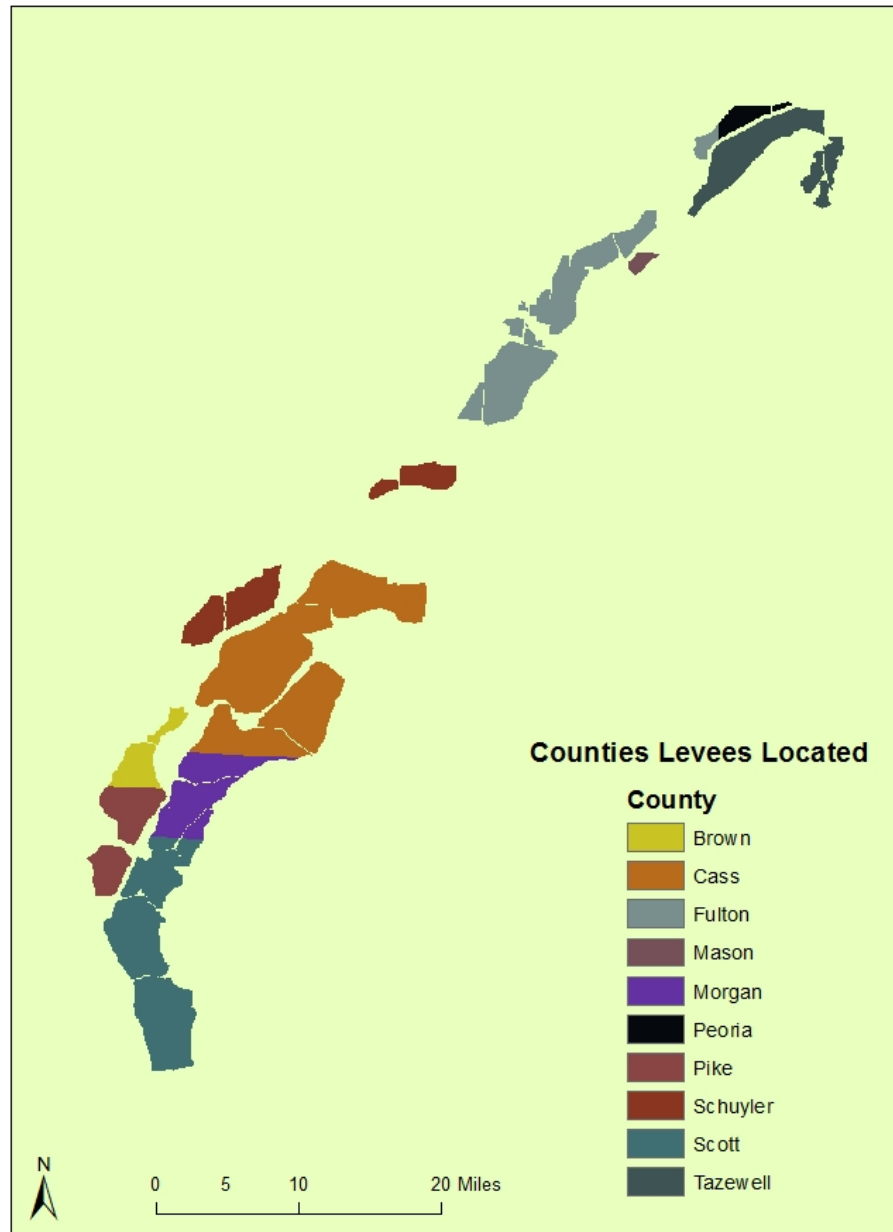 Counties Levees Located
County
Brown
Cass
Fulton
Mason
Morgan
Peoria
Pike
Schuyler
Scott
Tazewell
N
0 5 10 20 Miles